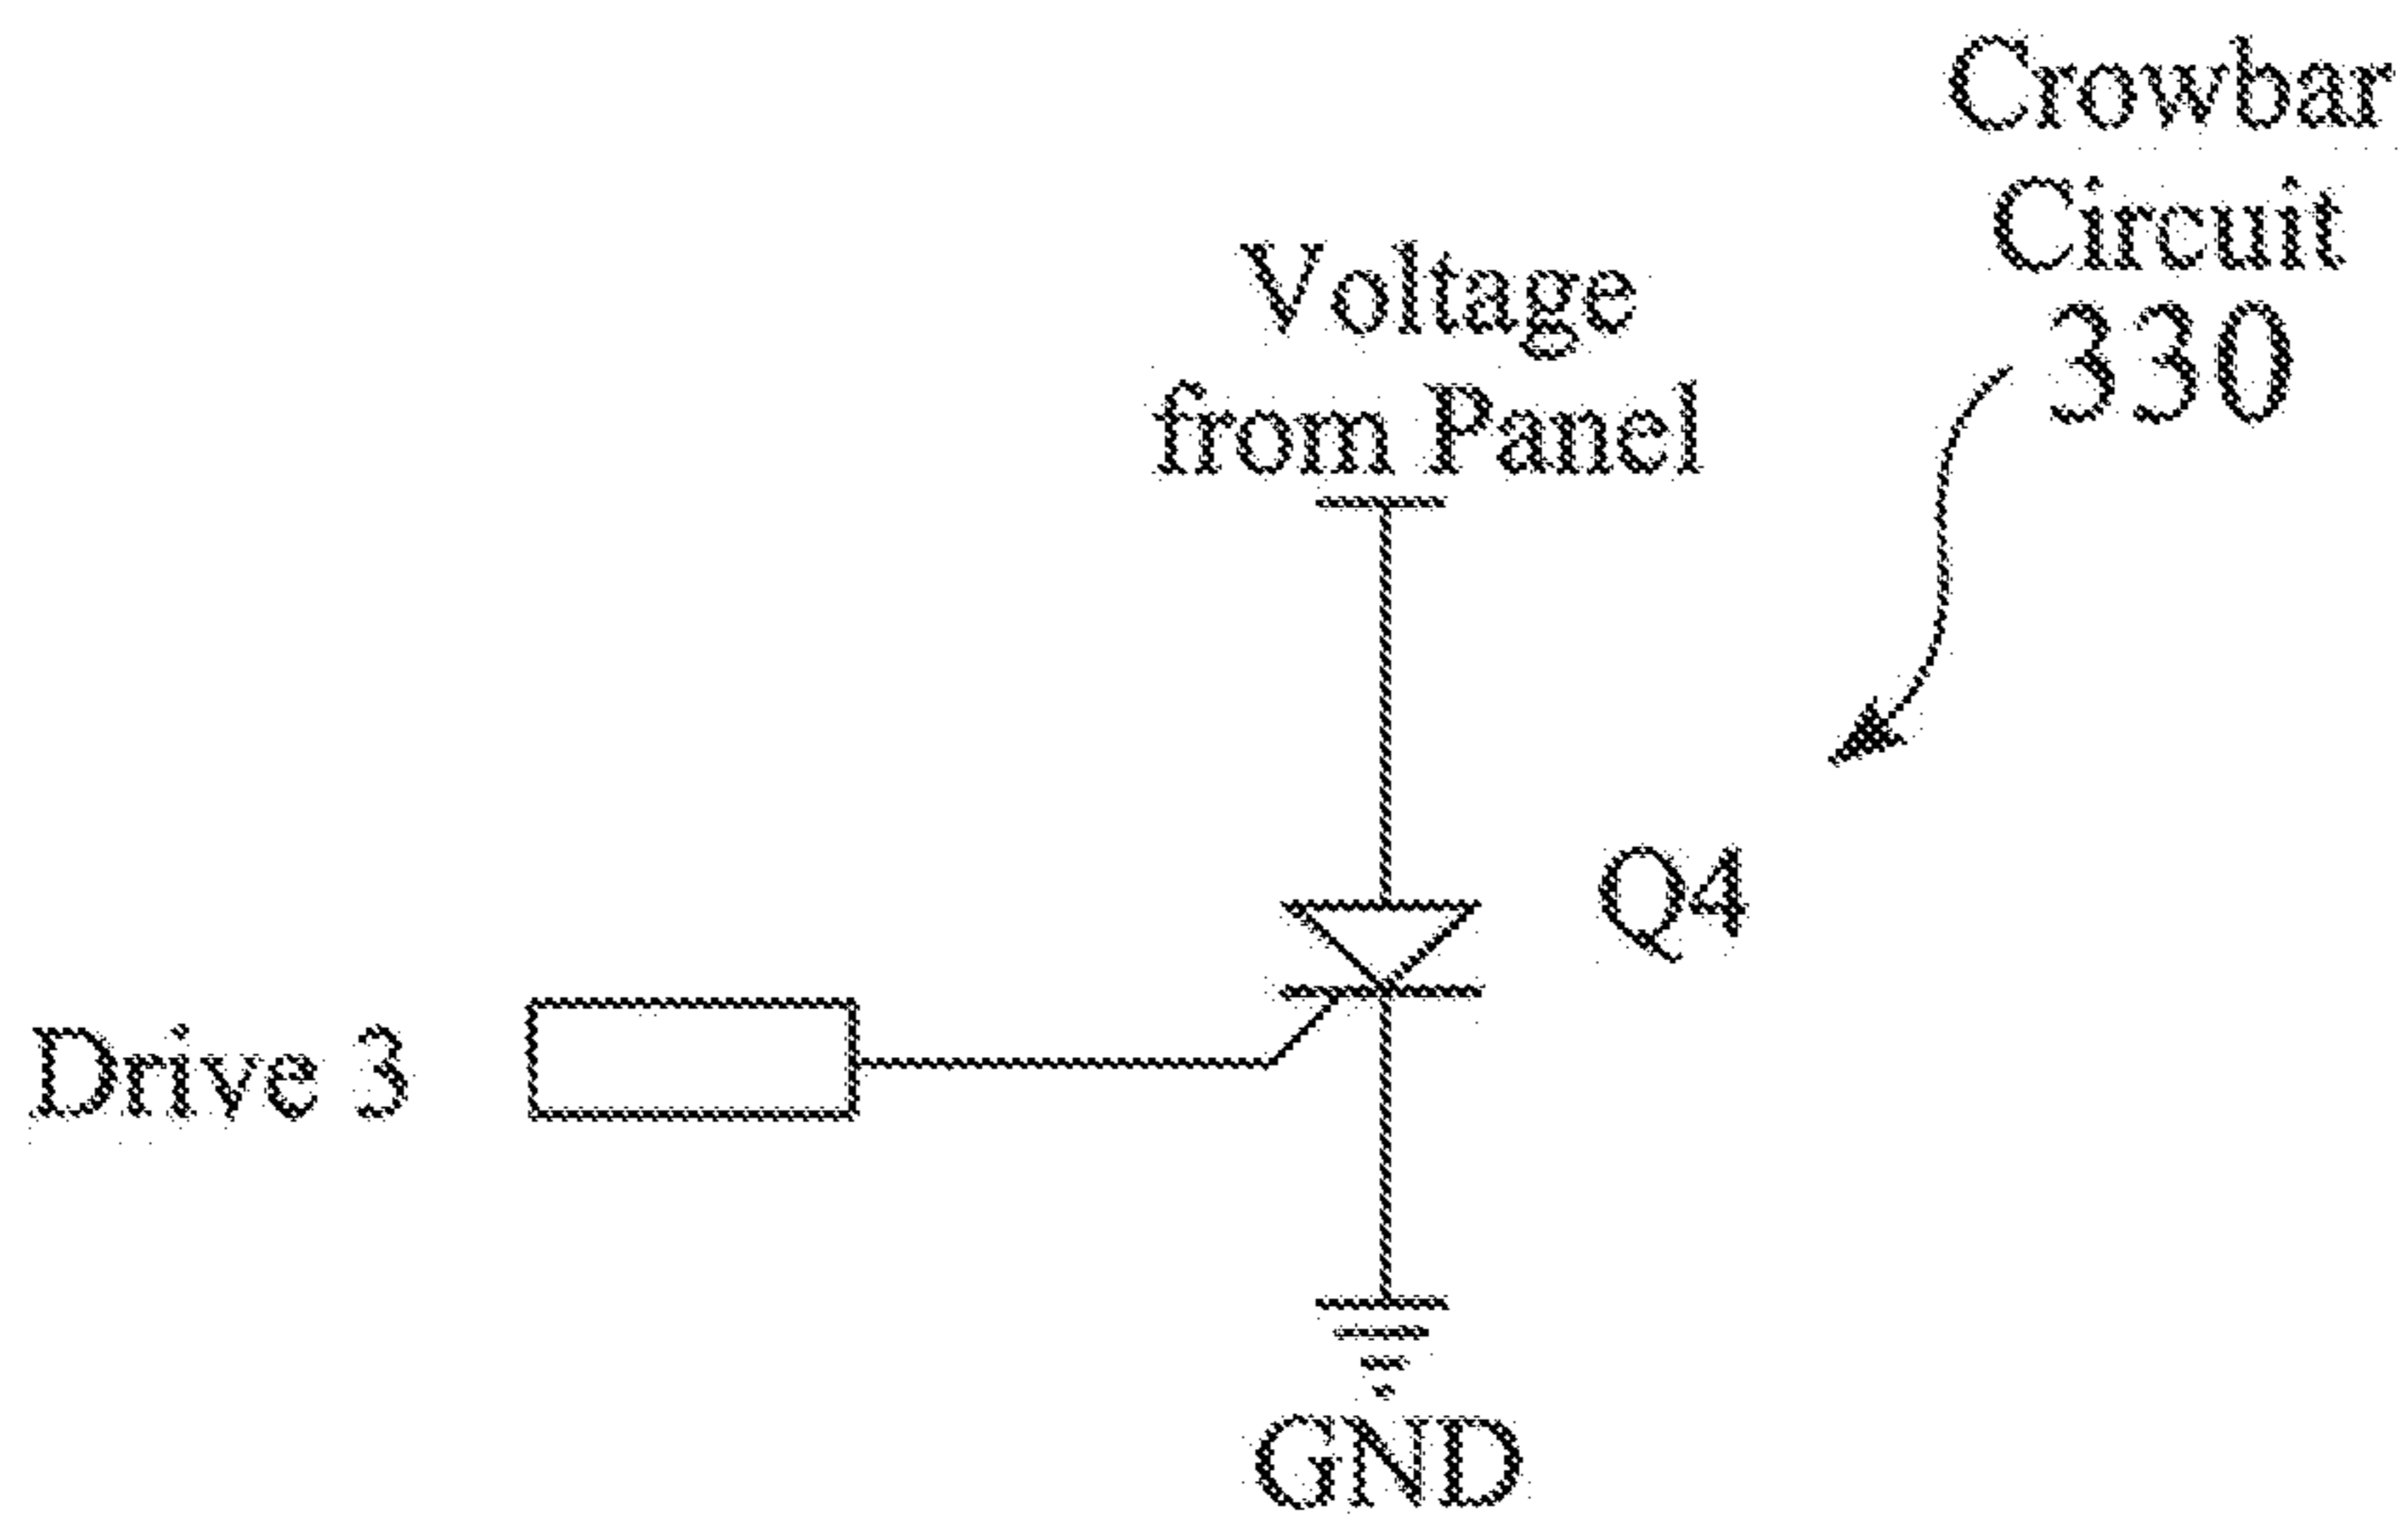 Crowbar
Circuit
330
Voltage
from Panel
Q4
Drive 3
GND